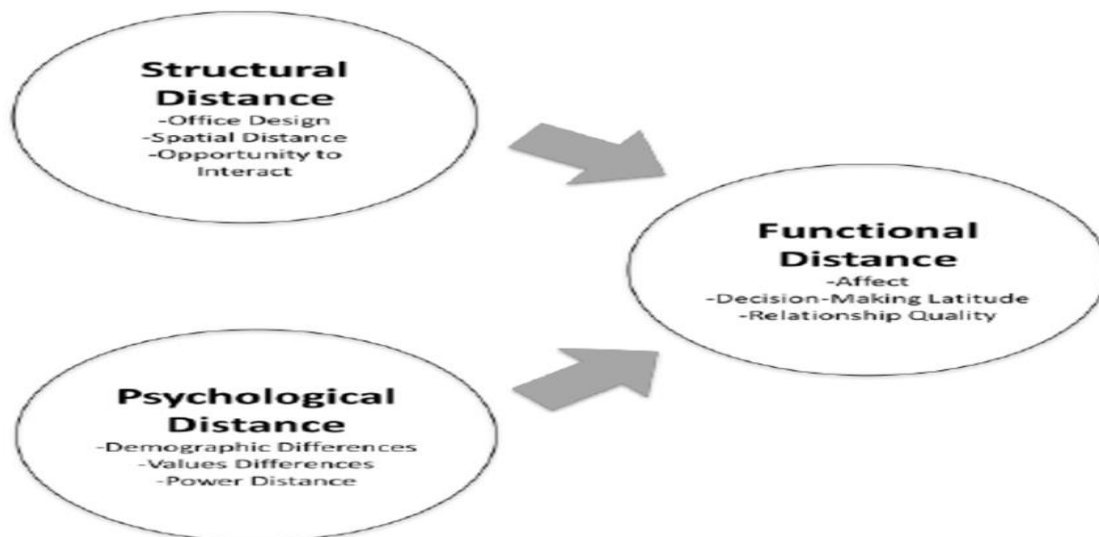 Structural
Distance
-Office Design
-Spatial Distance
-Opportunity to
Interact
Functional
Distance
-Affect
-Decision-Making Latitude
-Relationship Quality
Psychological
Distance
-Demographic Differences
-Values Differences
-Power Distance